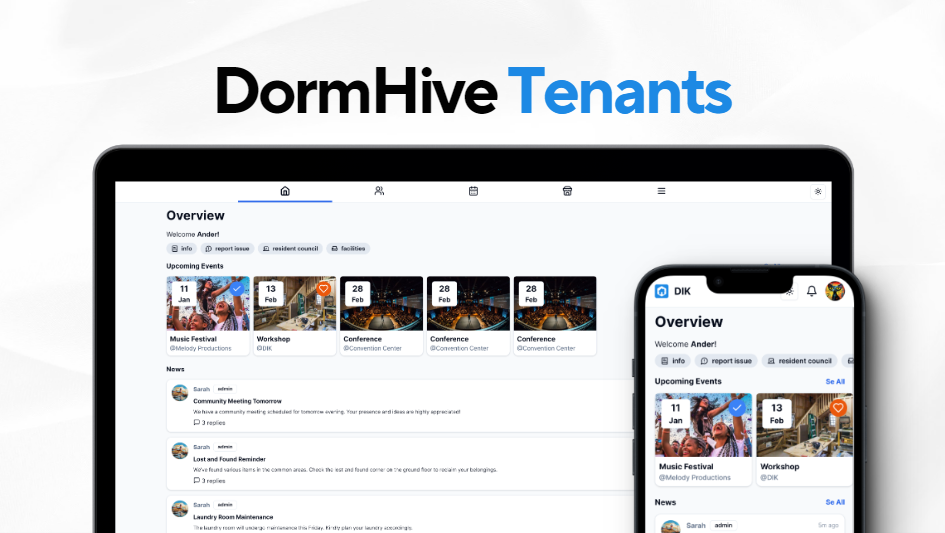 DormHive Tenants
Overview
Welcome Ander!
info report issue resident council facilities
Upcoming Events
11 Jan
13 Feb
28 Feb
28 Feb
28 Feb
Music Festival
@Melody Productions
Workshop
@DIK
Conference
@Convention Center
Conference
@Convention Center
Conference
@Convention Center
News
Sarah admin
Community Meeting Tomorrow
We have a community meeting scheduled for tomorrow evening. Your presence and ideas are highly appreciated!
3 replies
Sarah admin
Lost and Found Reminder
We've found various items in the common areas. Check the lost and found corner on the ground floor to reclaim your belongings.
3 replies
Sarah admin
Laundry Room Maintenance
The laundry room will undergo maintenance this Friday. Kindly plan your laundry accordingly.
DIK
Overview
Welcome Ander!
info report issue resident council
Upcoming Events See All
11 Jan
13 Feb
Music Festival
@Melody Productions
Workshop
@DIK
News See All
Sarah admin 5m ago